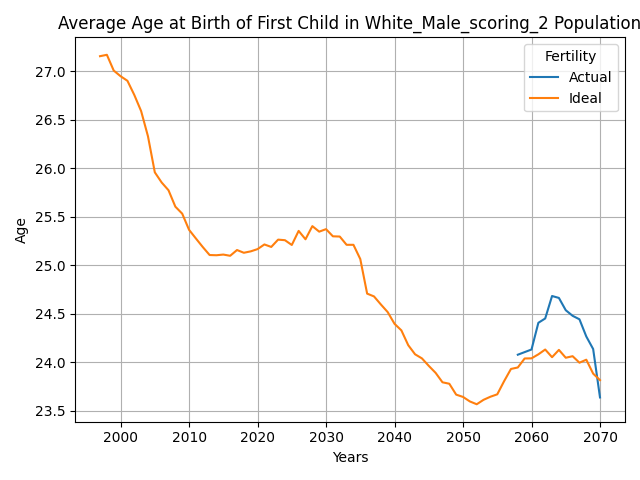 Average Age at Birth of First Child in White_Male_scoring_2 Population
Fertility
Actual
Ideal
Age
27.0
26.5
26.0
25.5
25.0
24.5
24.0
23.5
2000 2010 2020 2030 2040 2050 2060 2070
Years